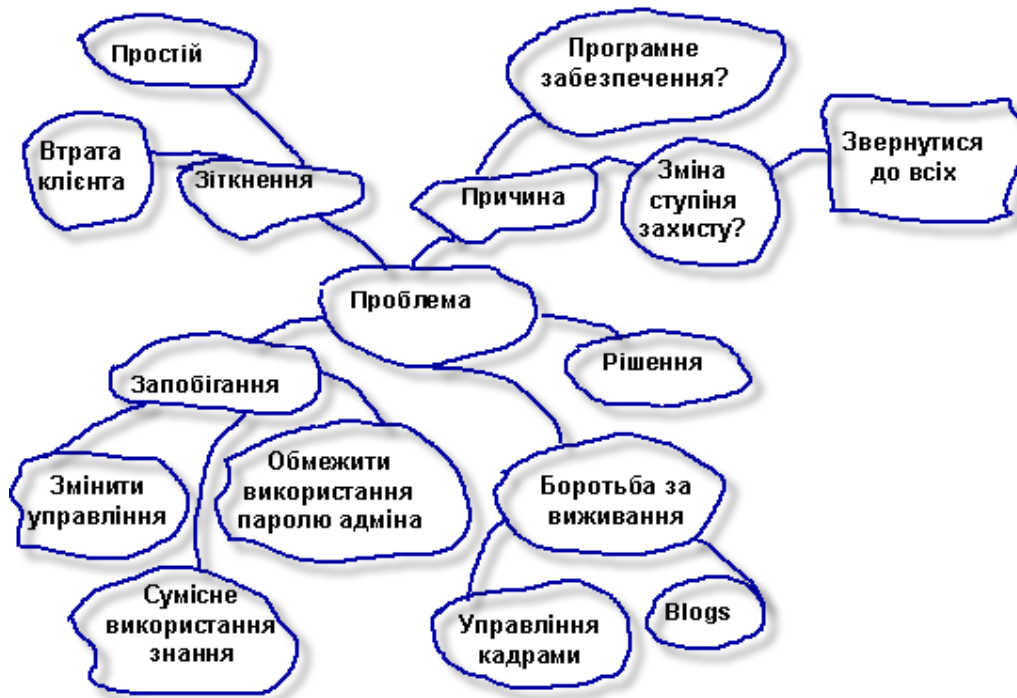 Простій
Програмне
забезпечення?
Втрата
клієнта
Зіткнення
Причина
Зміна
ступіня
захисту?
Звернутися
до всіх
Проблема
Рішення
Запобігання
Змінити
управління
Обмежити
використання
паролю адміна
Боротьба за
виживання
Сумісне
використання
знання
Управління
кадрами
Blogs